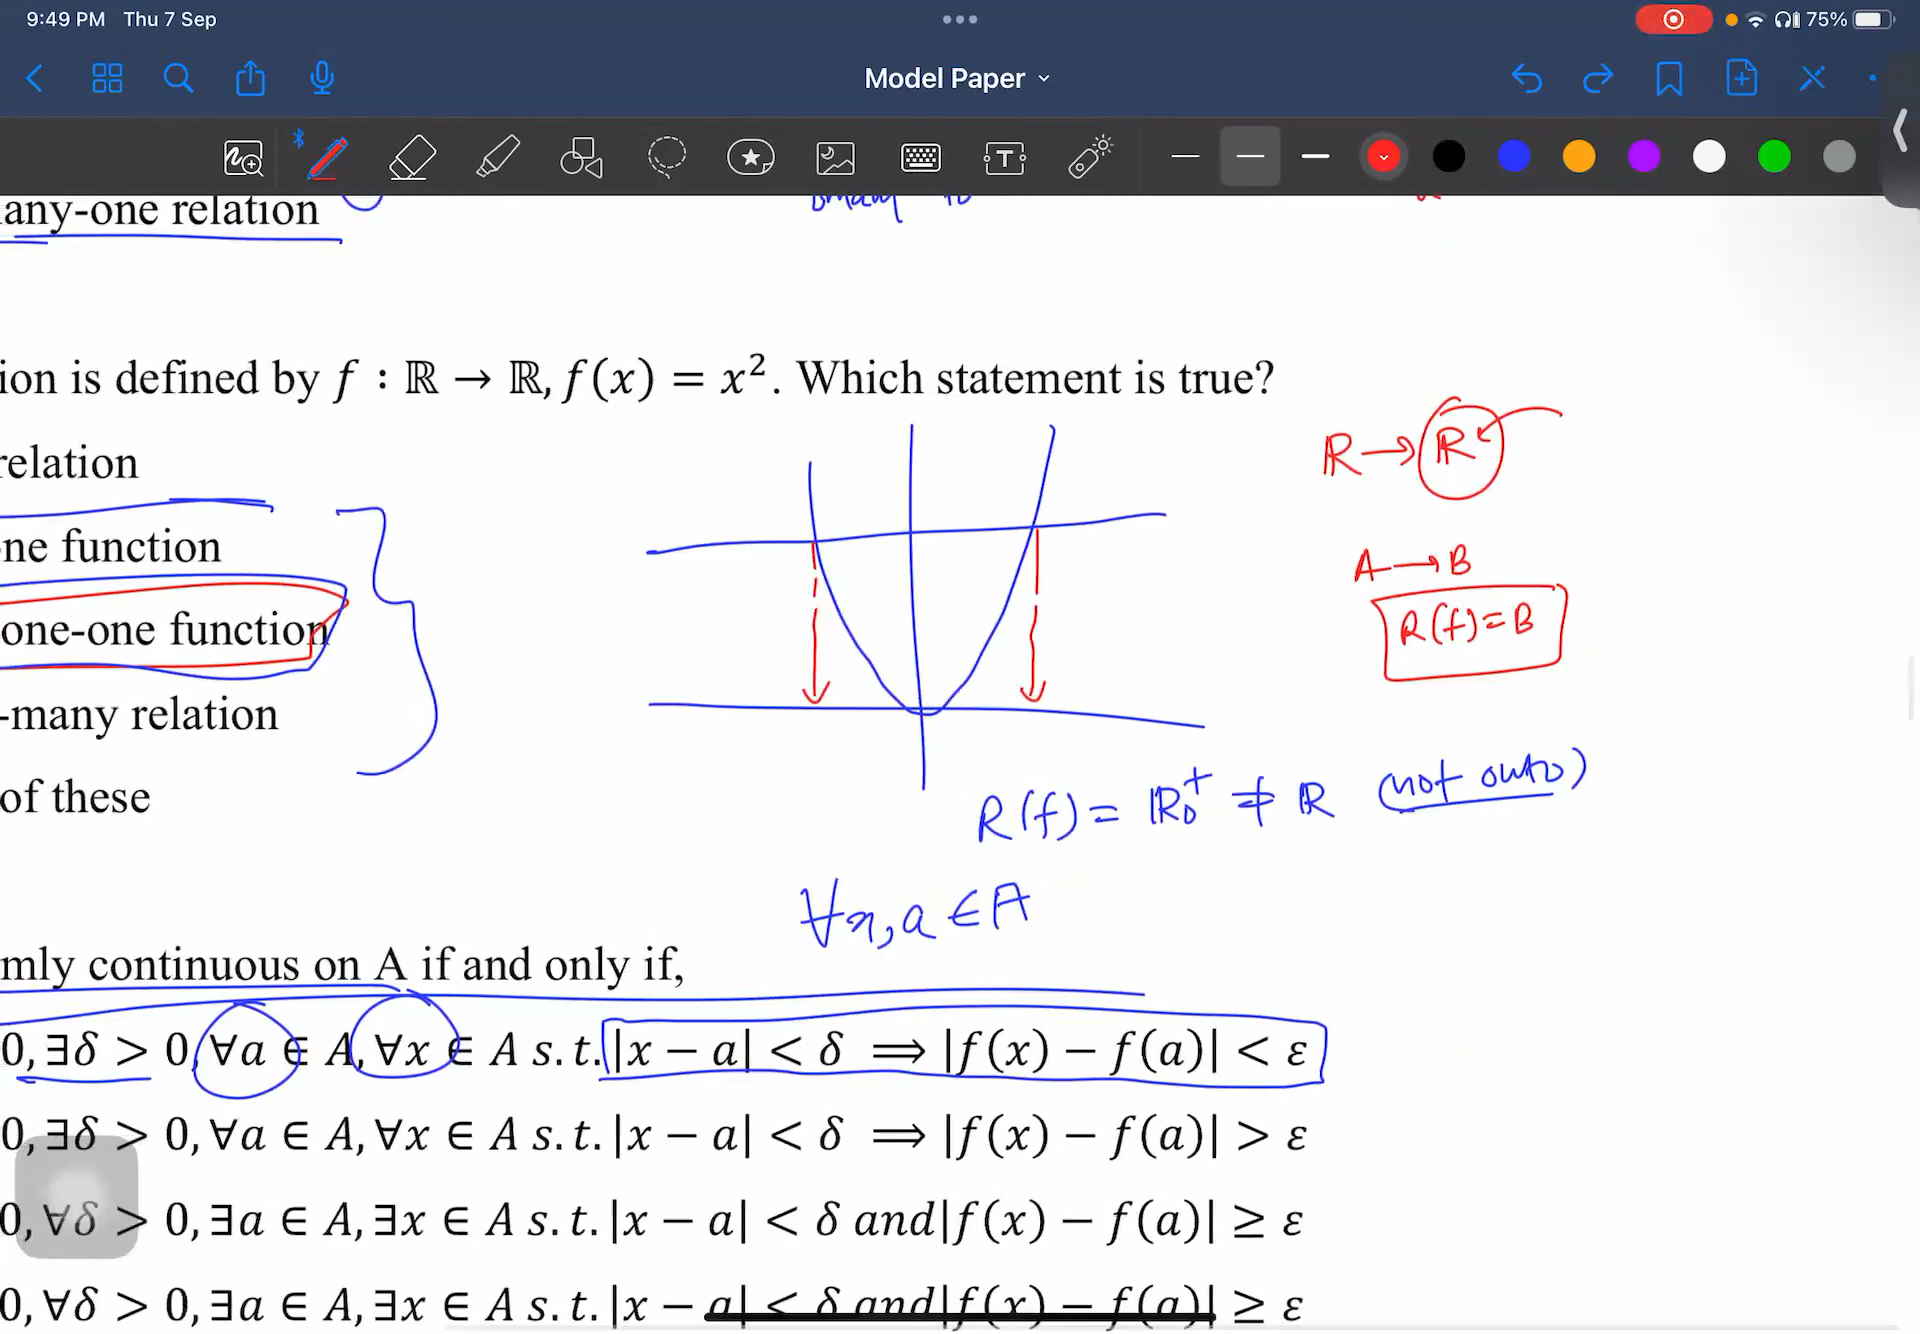 9:49 PM Thu 7 Sep
75%
Model Paper
T
any-one relation
ion is defined by f : ℝ → ℝ, f(x) = x². Which statement is true?
relation
ne function
one-one function
-many relation
of these
ℝ → ℝ
A → B
R(f) = B
R(f) = ℝ₀⁺ ≠ ℝ (not onto)
∀x, a ∈ A
mly continuous on A if and only if,
0, ∃δ > 0, ∀a ∈ A, ∀x ∈ A s.t. |x − a| < δ ⟹ |f(x) − f(a)| < ε
0, ∃δ > 0, ∀a ∈ A, ∀x ∈ A s.t. |x − a| < δ ⟹ |f(x) − f(a)| > ε
0, ∀δ > 0, ∃a ∈ A, ∃x ∈ A s.t. |x − a| < δ and|f(x) − f(a)| ≥ ε
0, ∀δ > 0, ∃a ∈ A, ∃x ∈ A s.t. |x − a| < δ and|f(x) − f(a)| ≥ ε